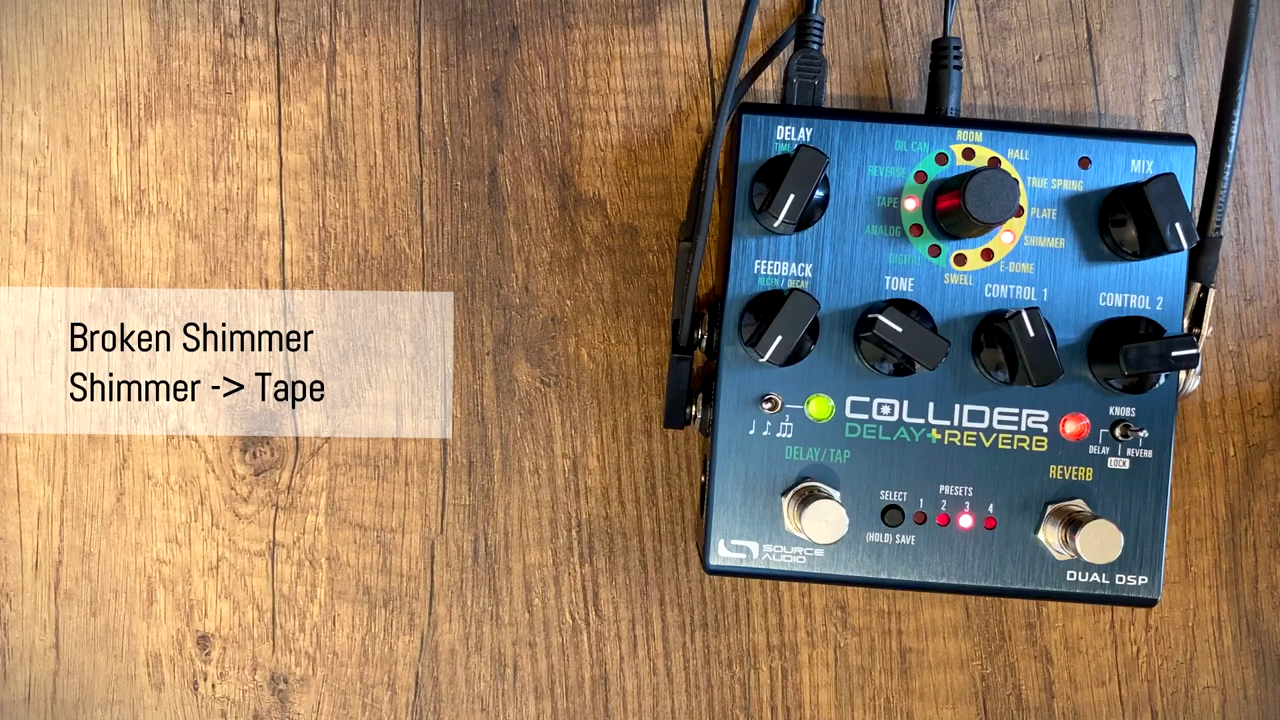 Broken Shimmer
Shimmer -> Tape
DELAY
TIME /
OIL CAN
ROOM
HALL
REVERSE
TRUE SPRING
TAPE
PLATE
ANALOG
SHIMMER
DIGITAL
E-DOME
SWELL
MIX
FEEDBACK
REGEN / DECAY
TONE
CONTROL 1
CONTROL 2
3
COLLIDER
DELAY+REVERB
KNOBS
DELAY
REVERB
LOCK
DELAY/TAP
REVERB
SELECT
PRESETS
1 2 3 4
(HOLD) SAVE
SOURCE
AUDIO
DUAL DSP